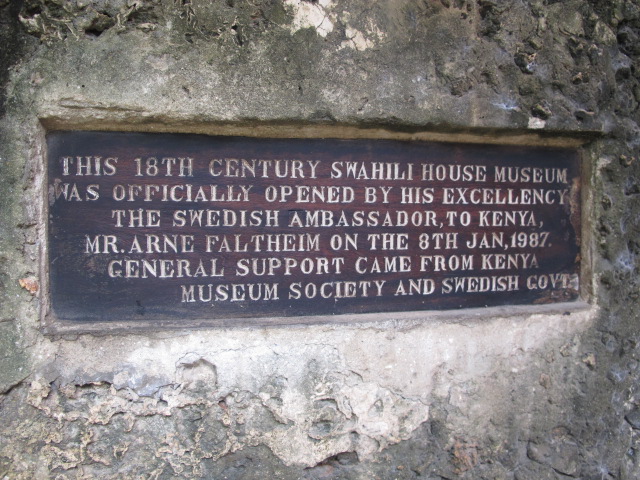 THIS 18TH CENTURY SWAHILI HOUSE MUSEUM
WAS OFFICIALLY OPENED BY HIS EXCELLENCY
THE SWEDISH AMBASSADOR, TO KENYA,
MR. ARNE FALTHEIM ON THE 8TH JAN, 1987.
GENERAL SUPPORT CAME FROM KENYA
MUSEUM SOCIETY AND SWEDISH GOVT